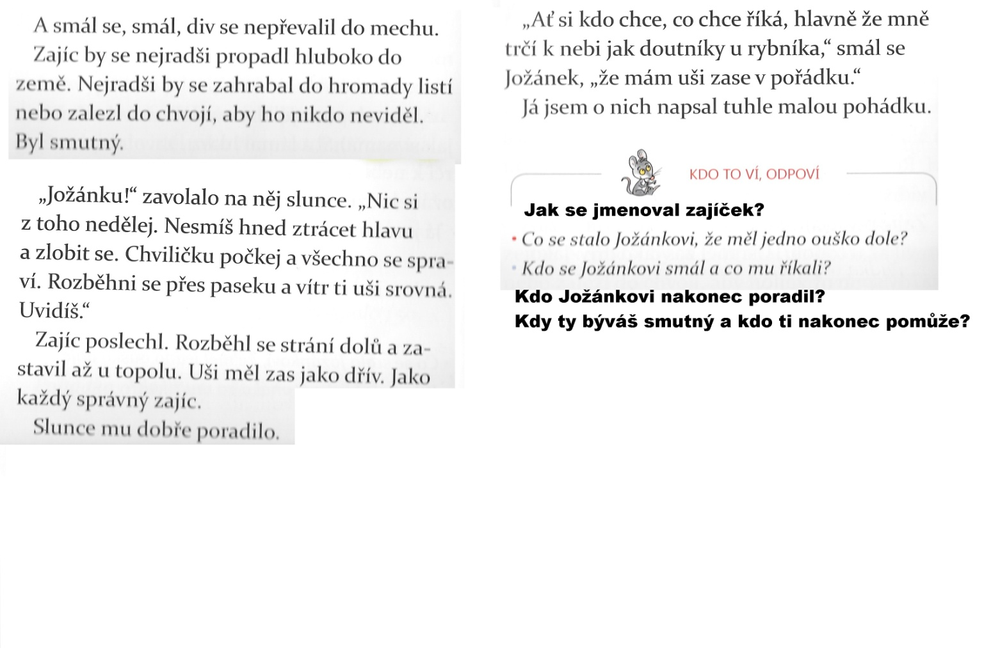 A smál se, smál, div se nepřevalil do mechu.
Zajíc by se nejradši propadl hluboko do
země. Nejradši by se zahrabal do hromady listí
nebo zalezl do chvojí, aby ho nikdo neviděl.
Byl smutný.
„Jožánku!“ zavolalo na něj slunce. „Nic si
z toho nedělej. Nesmíš hned ztrácet hlavu
a zlobit se. Chviličku počkej a všechno se spra-
ví. Rozběhni se přes paseku a vítr ti uši srovná.
Uvidíš.“
Zajíc poslechl. Rozběhl se strání dolů a za-
stavil až u topolu. Uši měl zas jako dřív. Jako
každý správný zajíc.
Slunce mu dobře poradilo.
„Ať si kdo chce, co chce říká, hlavně že mně
trčí k nebi jak doutníky u rybníka,“ smál se
Jožánek, „že mám uši zase v pořádku.“
Já jsem o nich napsal tuhle malou pohádku.
KDO TO VÍ, ODPOVÍ
Jak se jmenoval zajíček?
• Co se stalo Jožánkovi, že měl jedno ouško dole?
• Kdo se Jožánkovi smál a co mu říkali?
Kdo Jožánkovi nakonec poradil?
Kdy ty býváš smutný a kdo ti nakonec pomůže?